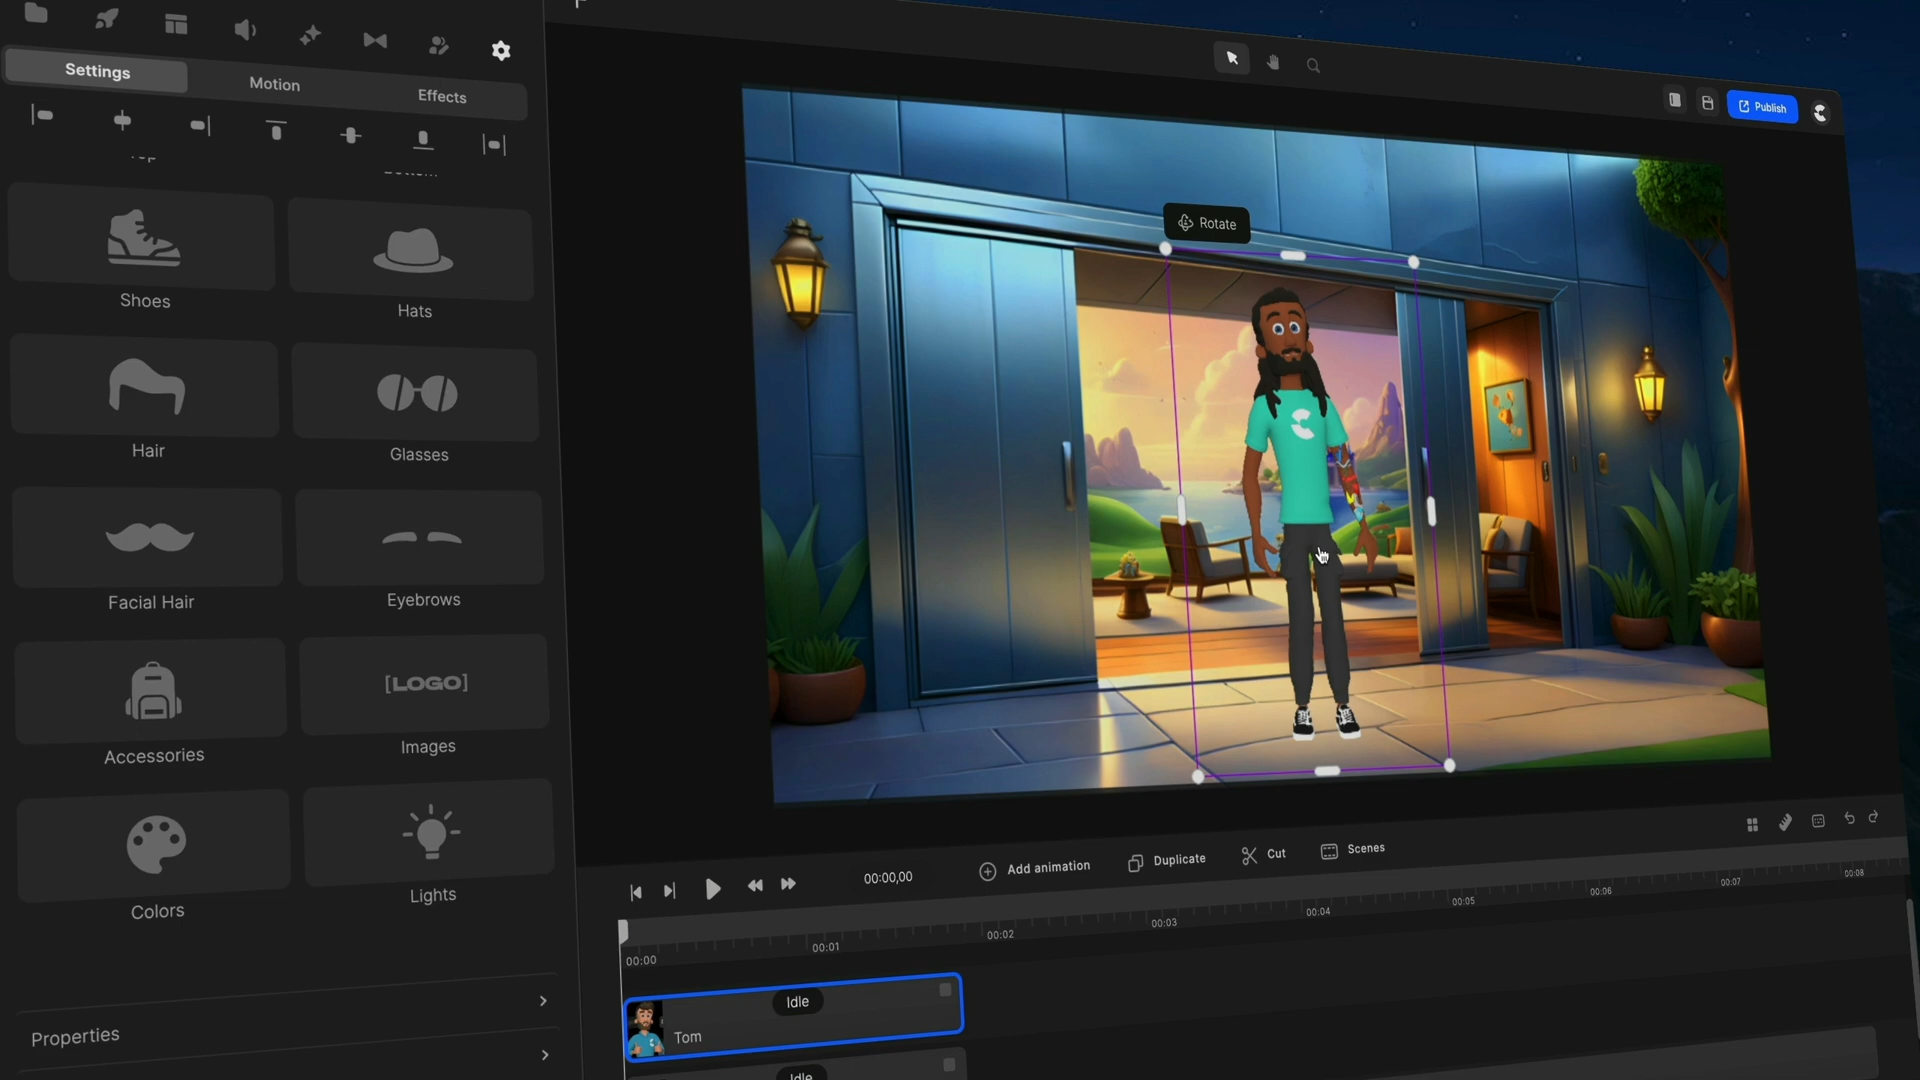 Settings
Motion
Effects
Publish
Top
Bottom
Rotate
Shoes
Hats
Hair
Glasses
Facial Hair
Eyebrows
Accessories
[LOGO]
Images
Colors
Lights
Properties
00:00,00
Add animation
Duplicate
Cut
Scenes
00:00
00:01
00:02
00:03
00:04
00:05
00:06
00:07
00:08
Idle
Tom
Idle